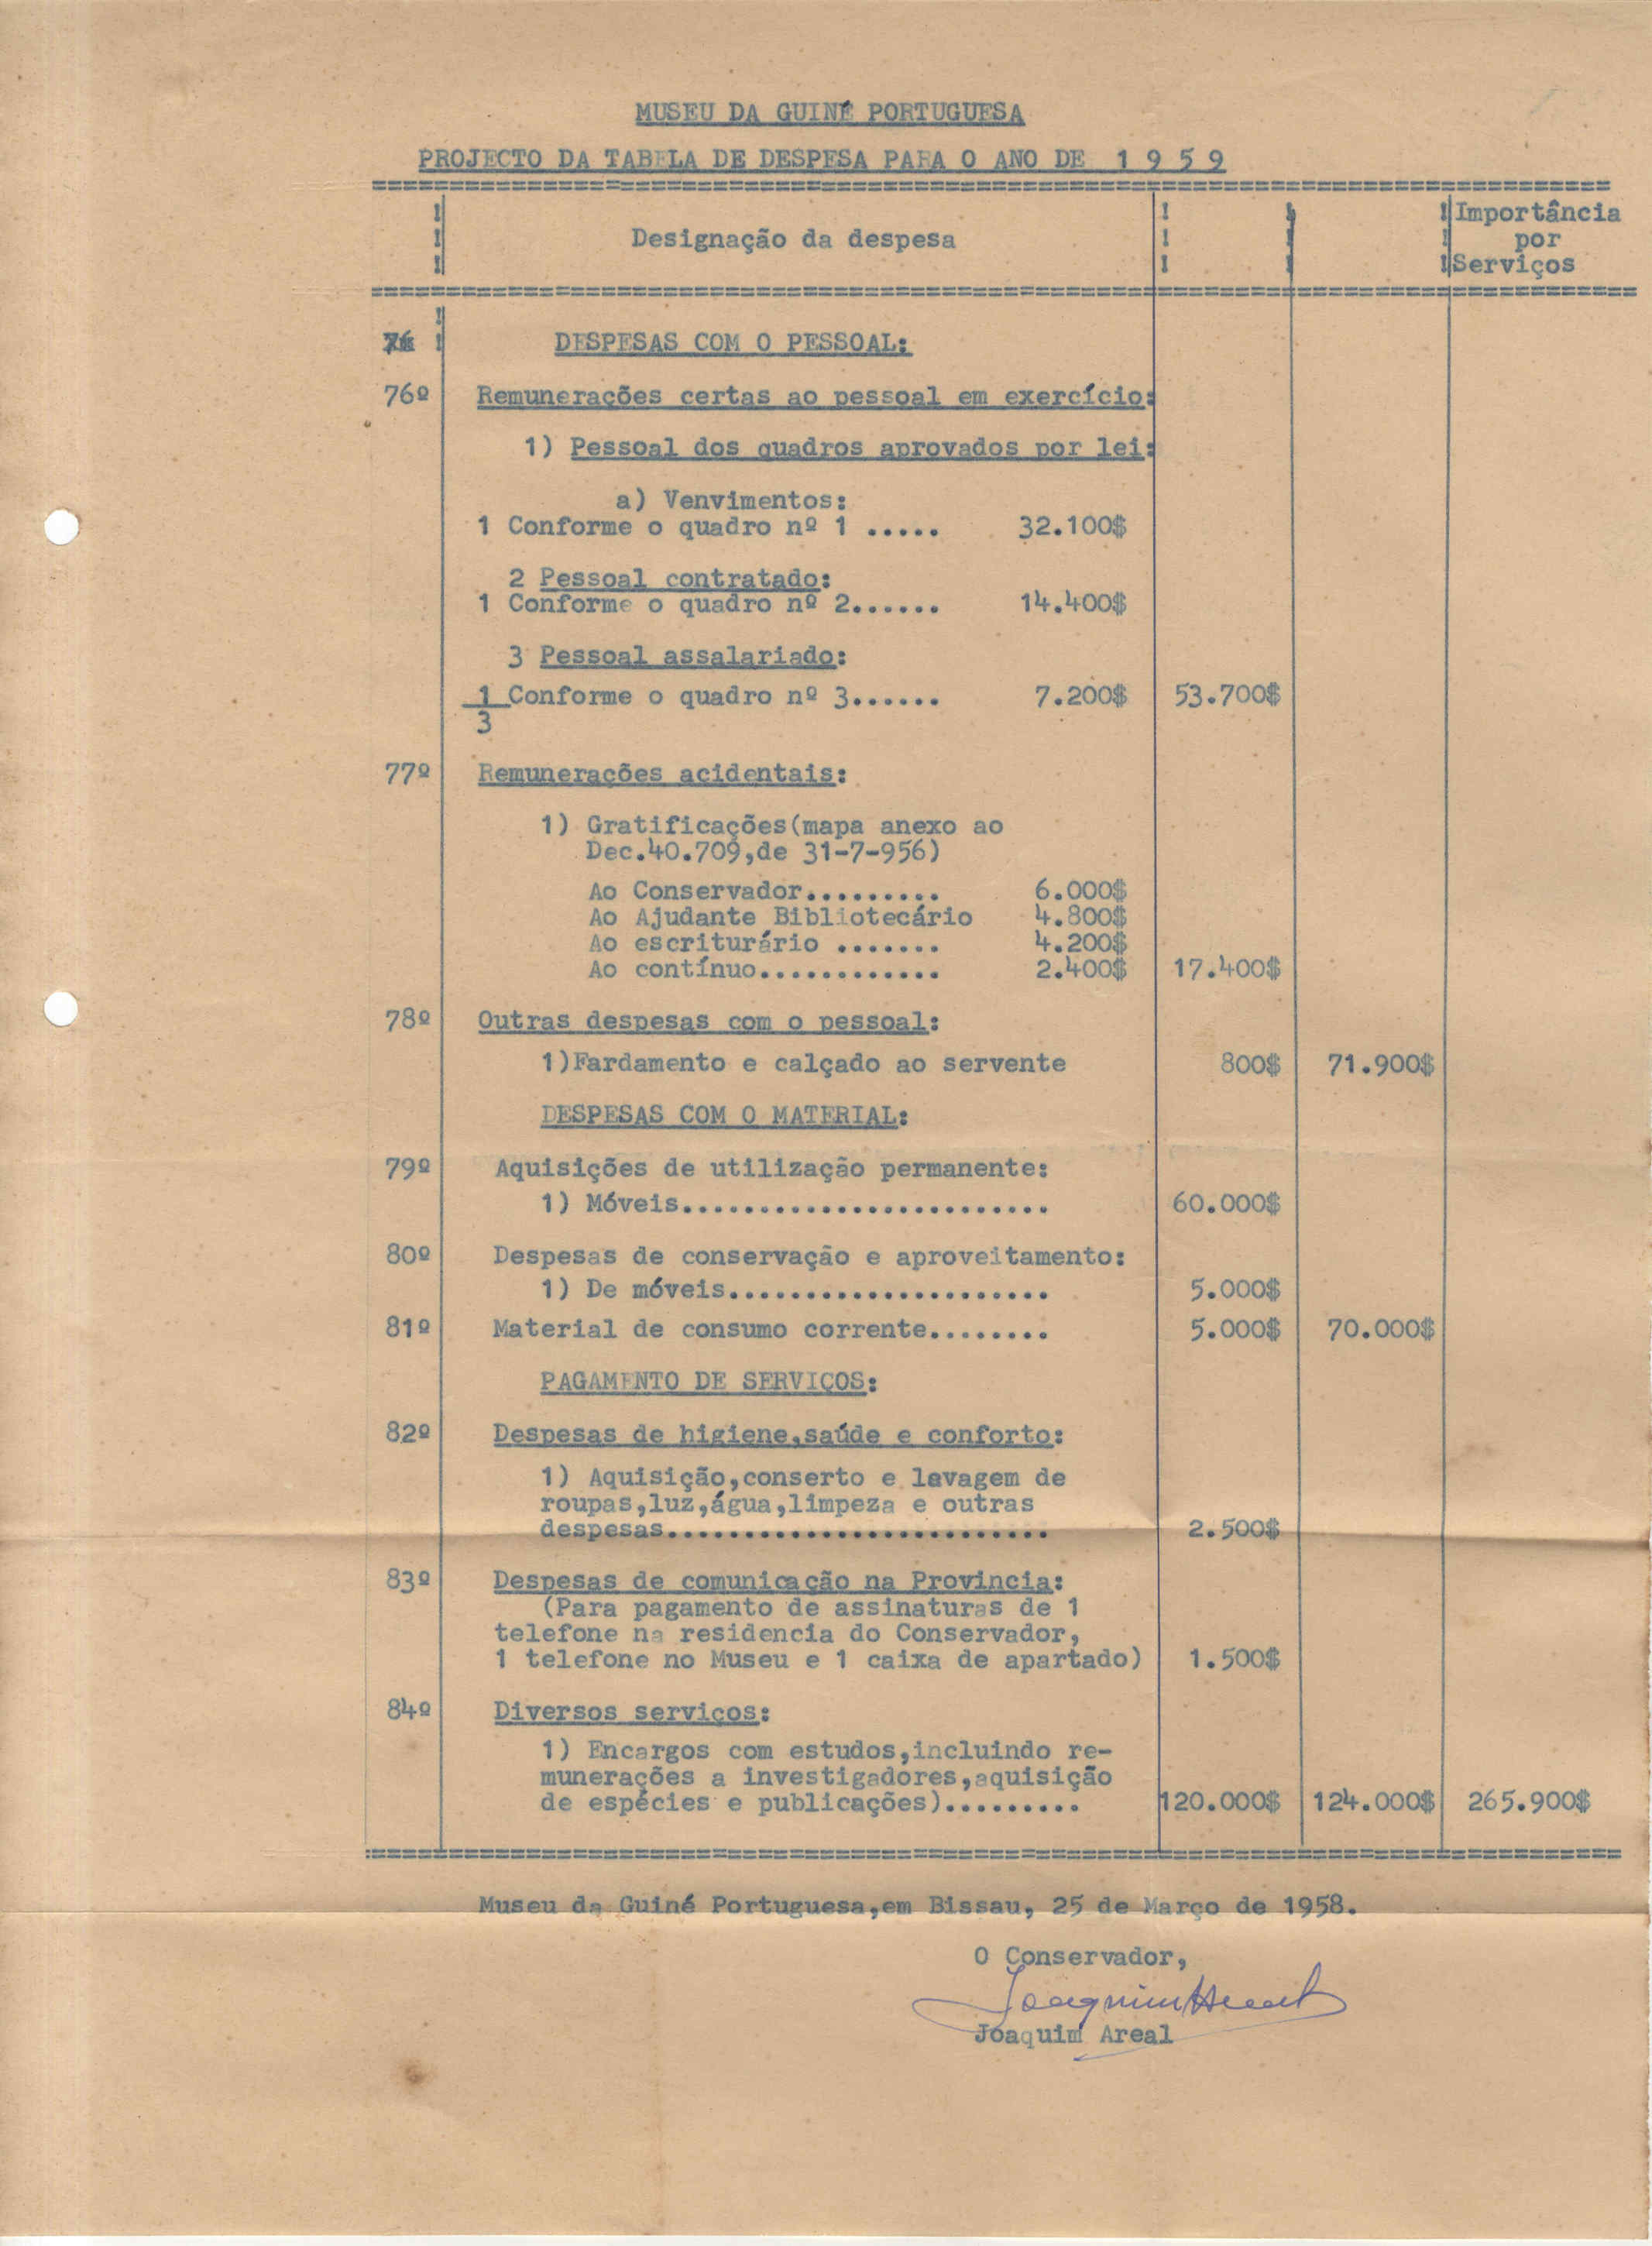 MUSEU DA GUINÉ PORTUGUESA
PROJECTO DA TABELA DE DESPESA PARA O ANO DE 1 9 5 9
Designação da despesa
Importância
por
Serviços
DESPESAS COM O PESSOAL:
76º Remunerações certas ao pessoal em exercício:
1) Pessoal dos quadros aprovados por lei:
a) Venvimentos:
1 Conforme o quadro nº 1 ..... 32.100$
2 Pessoal contratado:
1 Conforme o quadro nº 2...... 14.400$
3 Pessoal assalariado:
1 Conforme o quadro nº 3...... 7.200$ 53.700$
3
77º Remunerações acidentais:
1) Gratificações(mapa anexo ao
Dec.40.709,de 31-7-956)
Ao Conservador......... 6.000$
Ao Ajudante Bibliotecário 4.800$
Ao escriturário ....... 4.200$
Ao contínuo............ 2.400$ 17.400$
78º Outras despesas com o pessoal:
1)Fardamento e calçado ao servente 800$ 71.900$
DESPESAS COM O MATERIAL:
79º Aquisições de utilização permanente:
1) Móveis........................ 60.000$
80º Despesas de conservação e aproveitamento:
1) De móveis..................... 5.000$
81º Material de consumo corrente........ 5.000$ 70.000$
PAGAMENTO DE SERVIÇOS:
82º Despesas de higiene,saúde e conforto:
1) Aquisição,conserto e lavagem de
roupas,luz,água,limpeza e outras
despesas......................... 2.500$
83º Despesas de comunicação na Provincia:
(Para pagamento de assinaturas de 1
telefone na residencia do Conservador,
1 telefone no Museu e 1 caixa de apartado) 1.500$
84º Diversos serviços:
1) Encargos com estudos,incluindo re-
munerações a investigadores,aquisição
de espécies e publicações)......... 120.000$ 124.000$ 265.900$
Museu da Guiné Portuguesa,em Bissau, 25 de Março de 1958.
O Conservador,
Joaquim Areal
Joaquim Areal